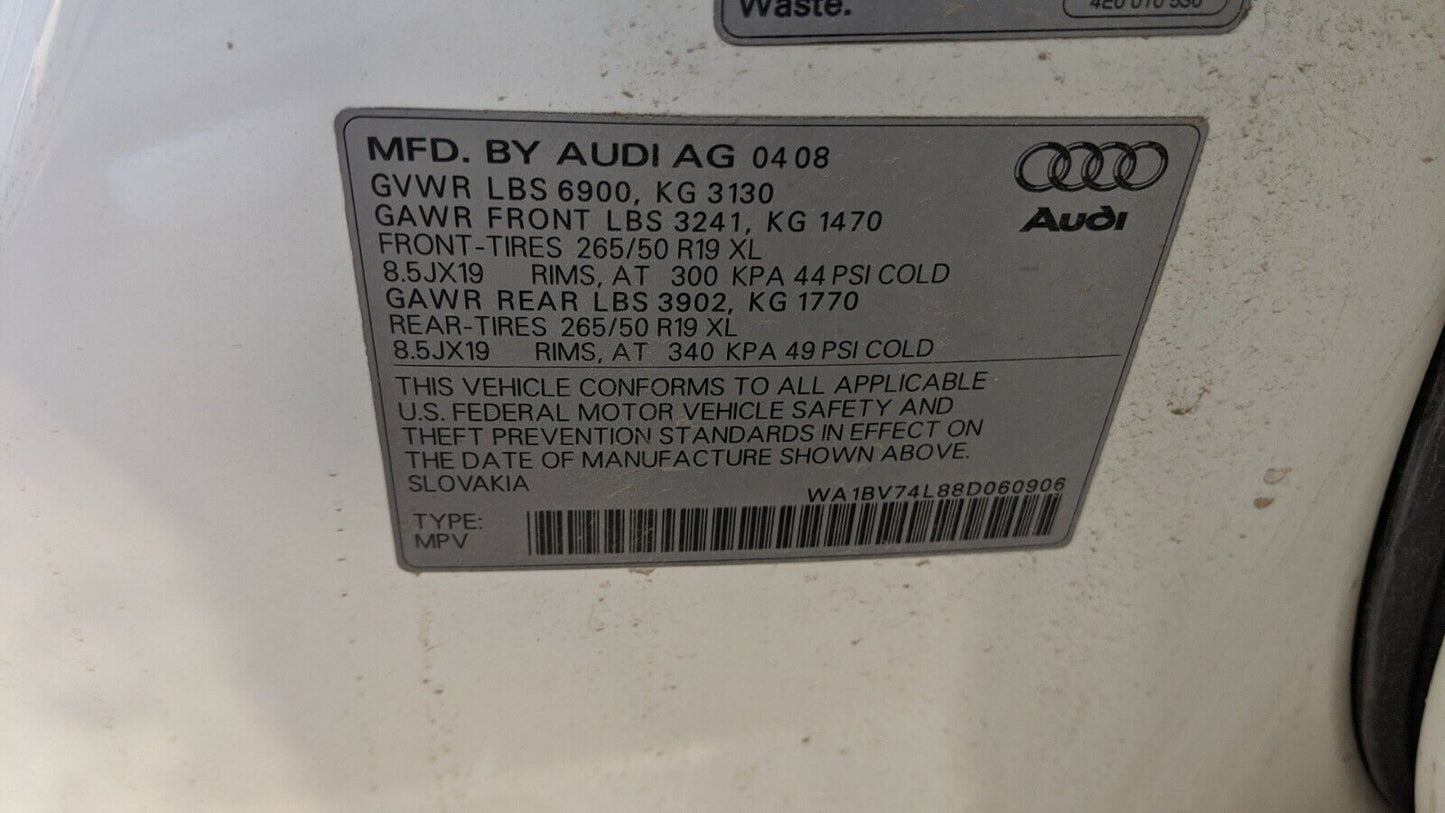 Waste.
4E0 010 530
MFD. BY AUDI AG 04 08
GVWR LBS 6900, KG 3130
GAWR FRONT LBS 3241, KG 1470
FRONT-TIRES 265/50 R19 XL
8.5JX19 RIMS, AT 300 KPA 44 PSI COLD
GAWR REAR LBS 3902, KG 1770
REAR-TIRES 265/50 R19 XL
8.5JX19 RIMS, AT 340 KPA 49 PSI COLD
Audi
THIS VEHICLE CONFORMS TO ALL APPLICABLE
U.S. FEDERAL MOTOR VEHICLE SAFETY AND
THEFT PREVENTION STANDARDS IN EFFECT ON
THE DATE OF MANUFACTURE SHOWN ABOVE.
SLOVAKIA
WA1BV74L88D060906
TYPE:
MPV